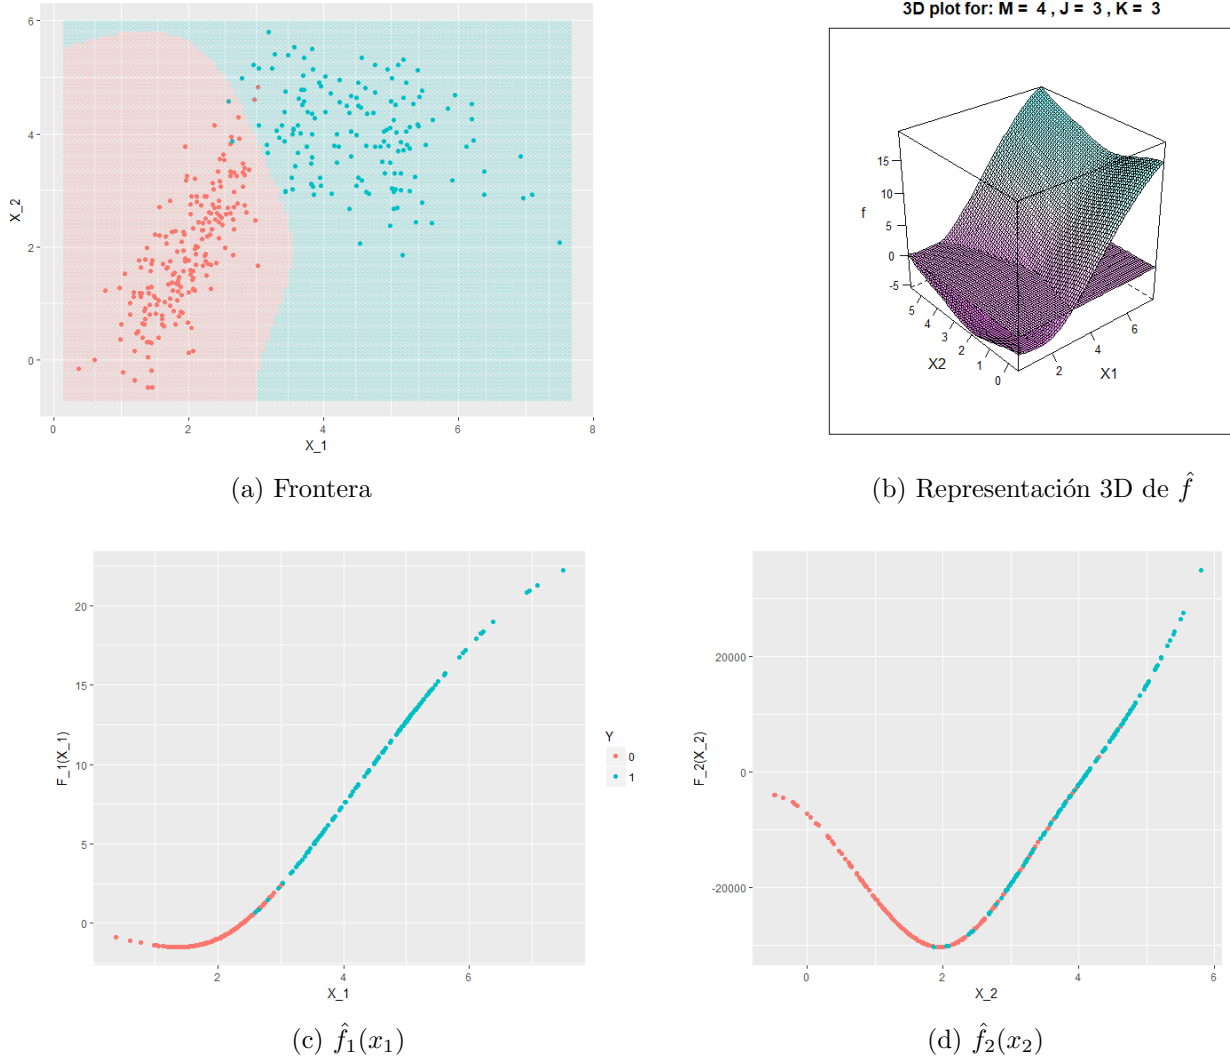 6
4
2
0
X_2
0
2
4
6
8
X_1
(a) Frontera
3D plot for: M = 4 , J = 3 , K = 3
15
10
5
0
-5
f
5
4
3
2
1
0
X2
2
4
6
X1
(b) Representación 3D de f̂
20
15
10
5
0
F_1(X_1)
2
4
6
X_1
Y
0
1
(c) f̂₁(x₁)
20000
0
-20000
F_2(X_2)
0
2
4
6
X_2
(d) f̂₂(x₂)